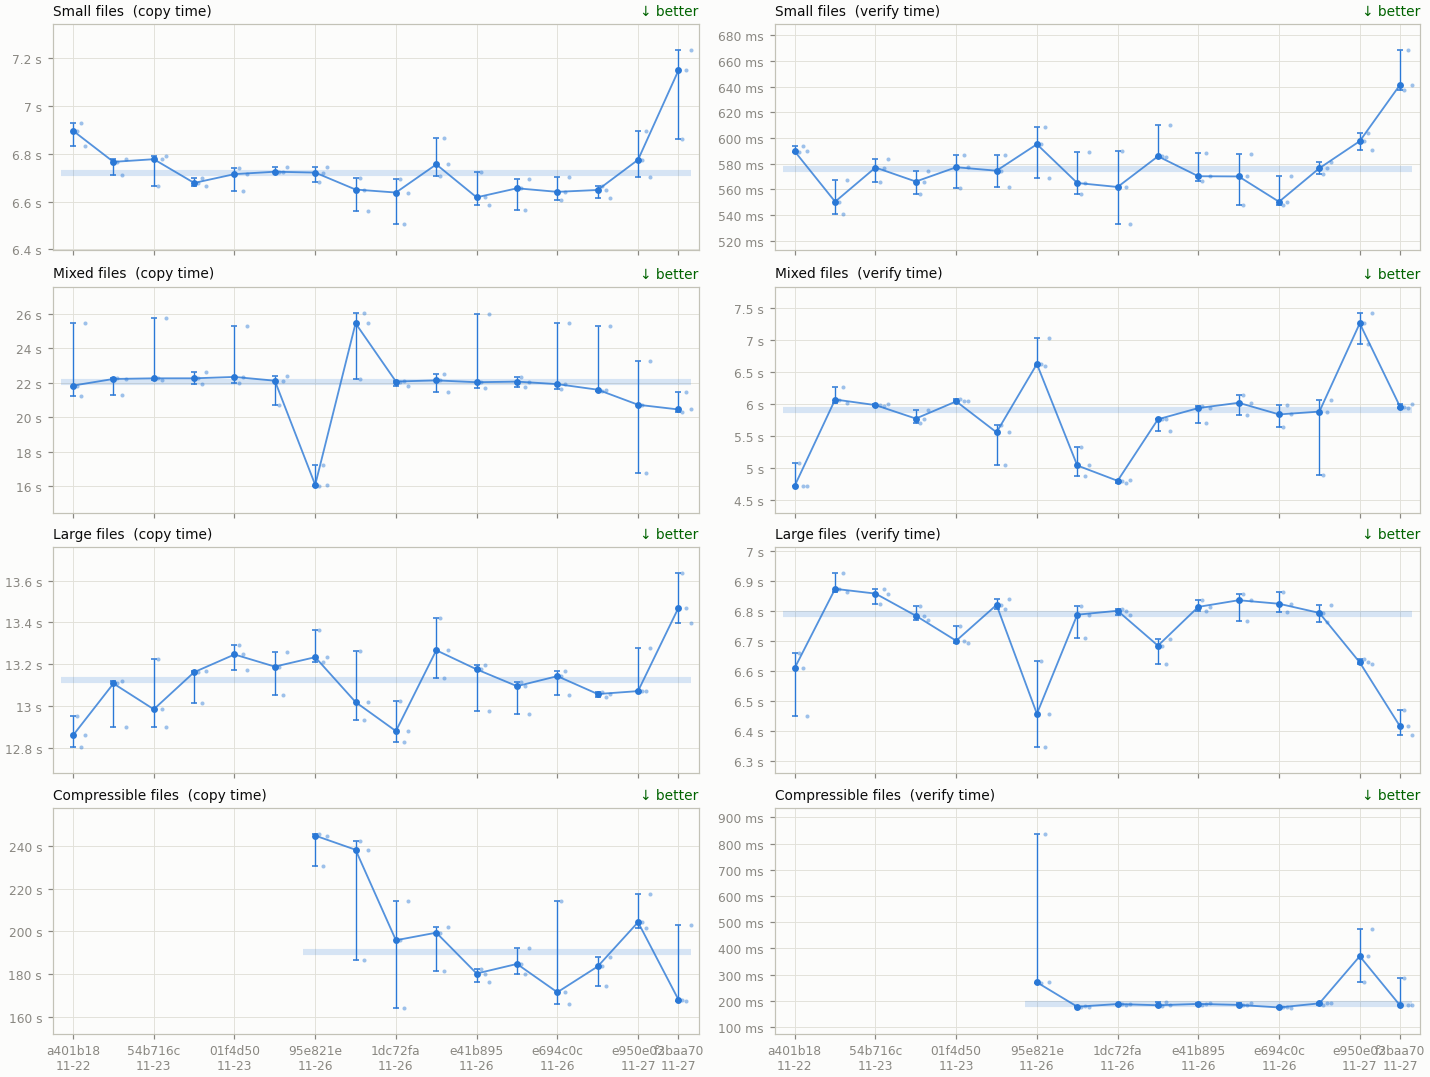 Small files  (copy time) ↓ better
7.2 s
7 s
6.8 s
6.6 s
6.4 s
Small files  (verify time) ↓ better
680 ms
660 ms
640 ms
620 ms
600 ms
580 ms
560 ms
540 ms
520 ms
Mixed files  (copy time) ↓ better
26 s
24 s
22 s
20 s
18 s
16 s
Mixed files  (verify time) ↓ better
7.5 s
7 s
6.5 s
6 s
5.5 s
5 s
4.5 s
Large files  (copy time) ↓ better
13.6 s
13.4 s
13.2 s
13 s
12.8 s
Large files  (verify time) ↓ better
7 s
6.9 s
6.8 s
6.7 s
6.6 s
6.5 s
6.4 s
6.3 s
Compressible files  (copy time) ↓ better
240 s
220 s
200 s
180 s
160 s
a401b18 54b716c 01f4d50 95e821e 1dc72fa e41b895 e694c0c
11-22 11-23 11-23 11-26 11-26 11-26 11-26 11-27 11-27
Compressible files  (verify time) ↓ better
900 ms
800 ms
700 ms
600 ms
500 ms
400 ms
300 ms
200 ms
100 ms
a401b18 54b716c 01f4d50 95e821e 1dc72fa e41b895 e694c0c
11-22 11-23 11-23 11-26 11-26 11-26 11-26 11-27 11-27